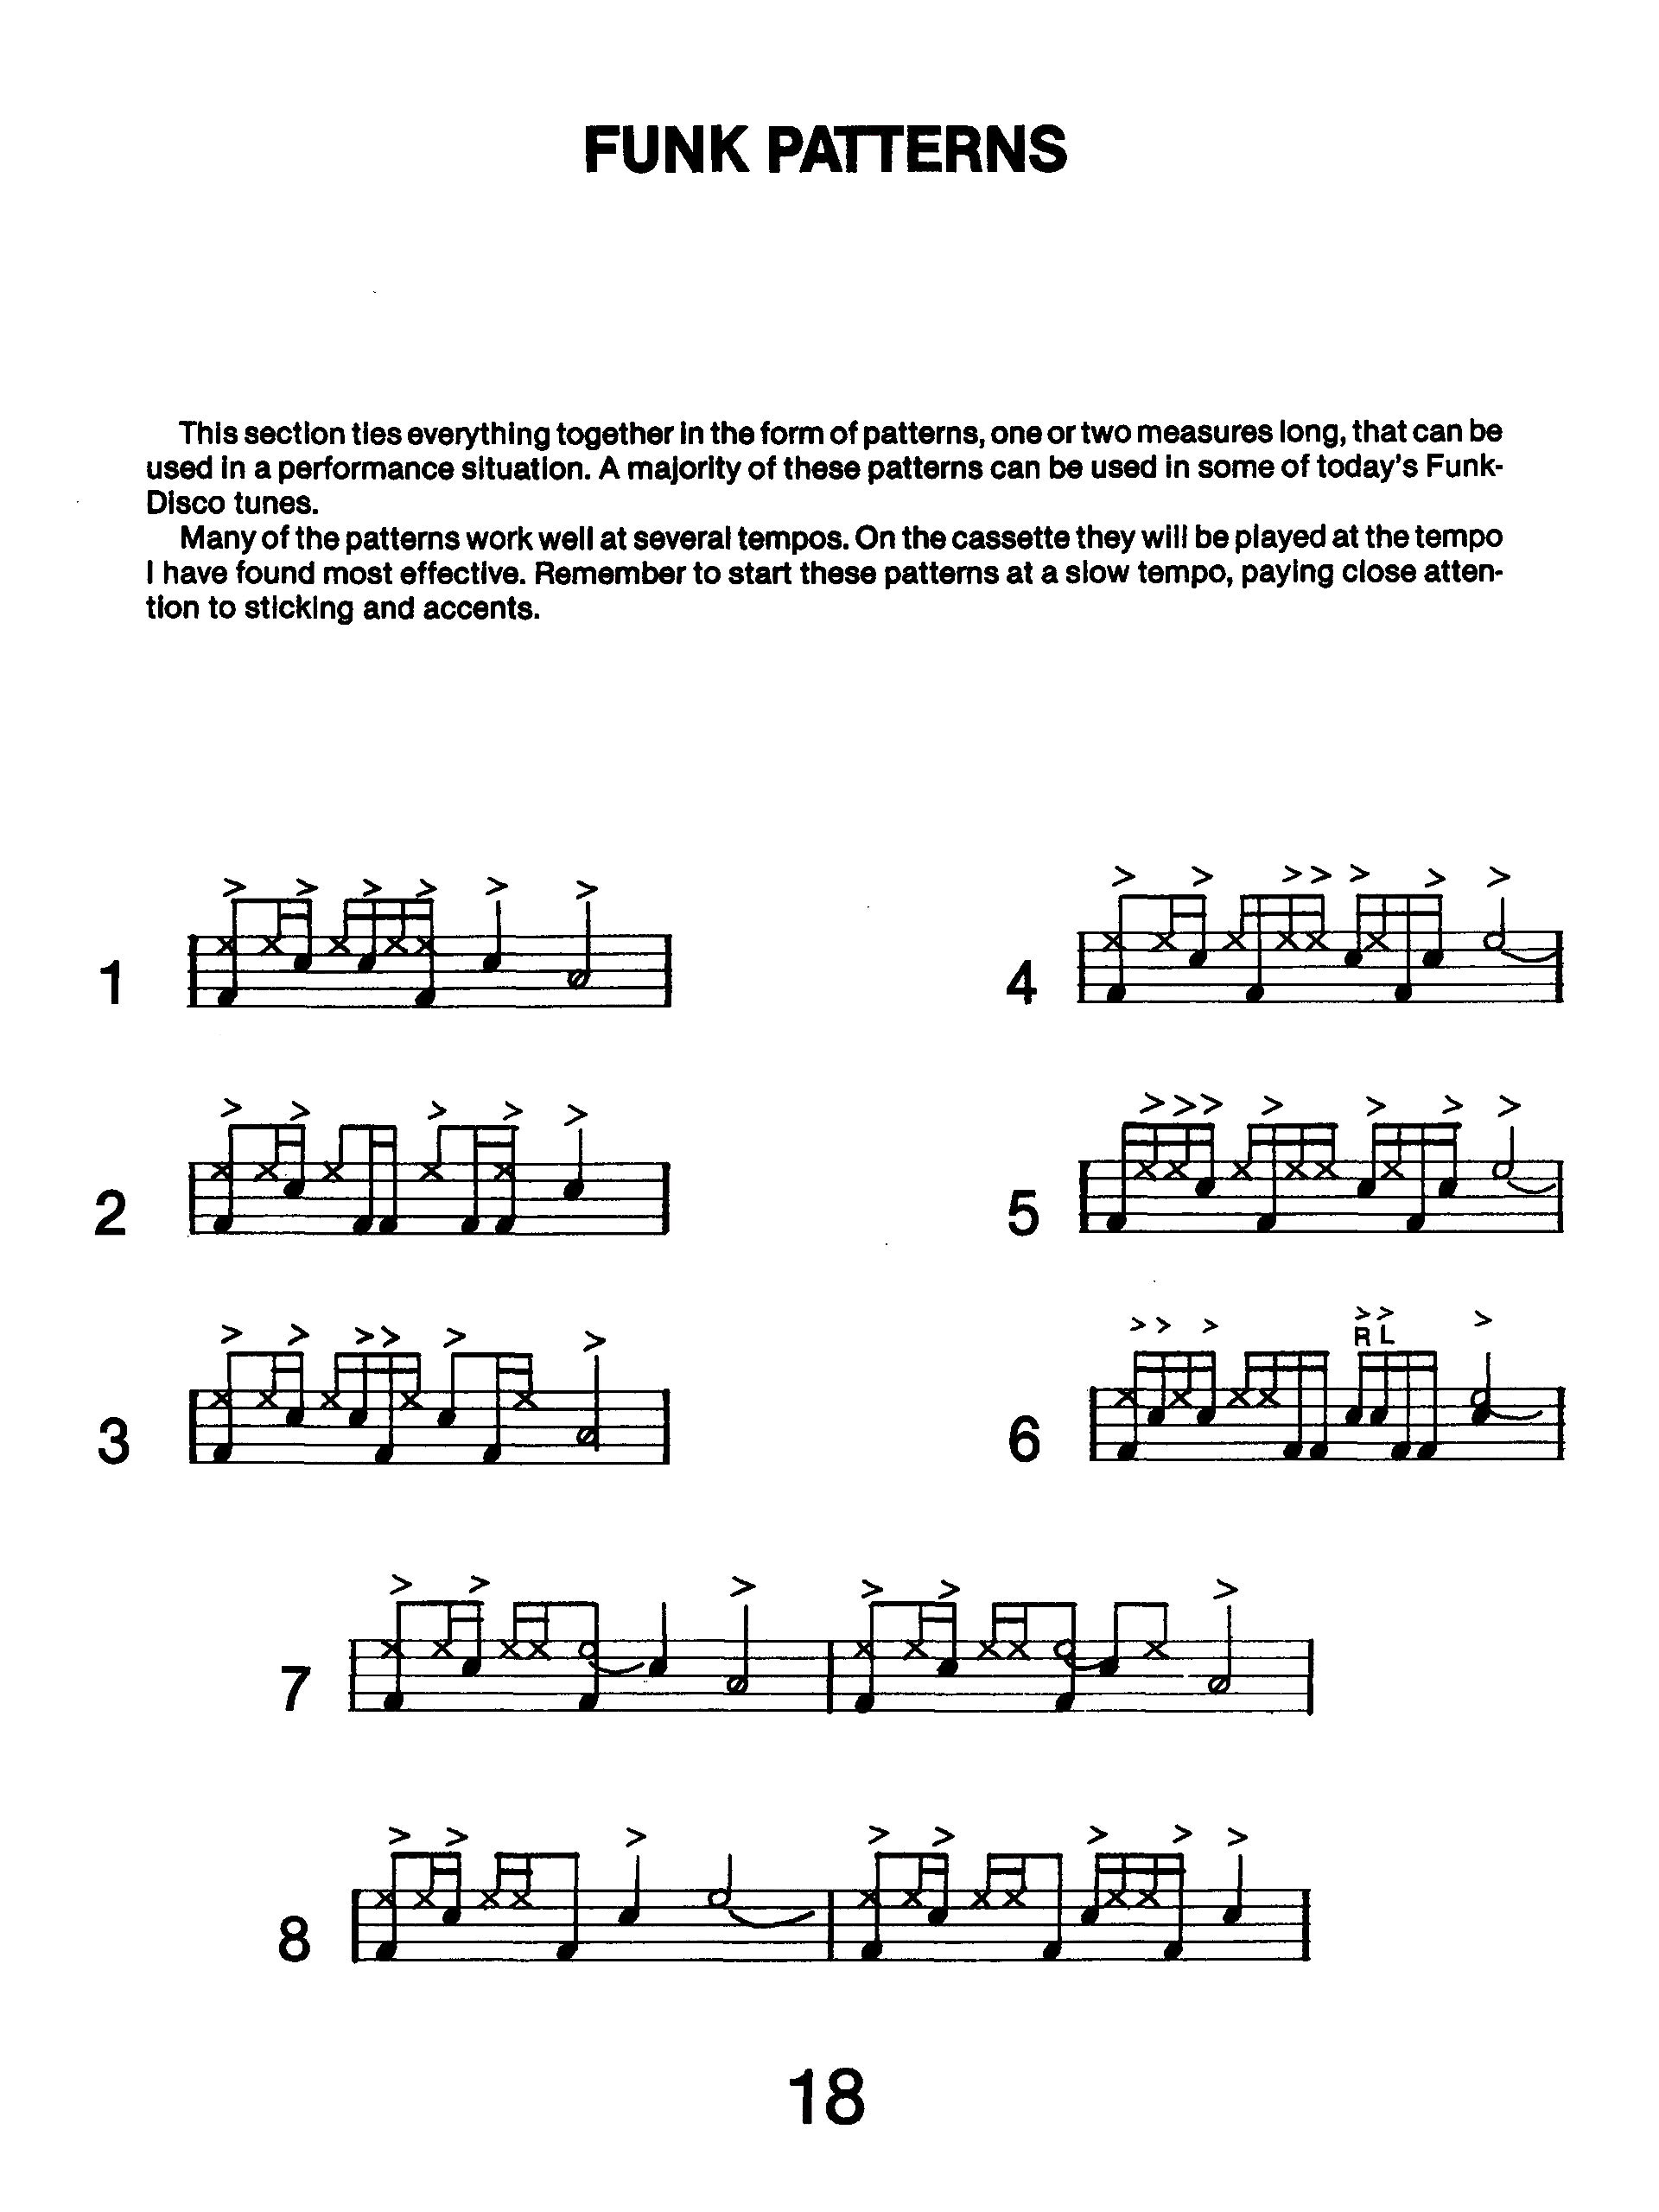 FUNK PATTERNS
This section ties everything together in the form of patterns, one or two measures long, that can be
used in a performance situation. A majority of these patterns can be used in some of today's Funk-
Disco tunes.
Many of the patterns work well at several tempos. On the cassette they will be played at the tempo
I have found most effective. Remember to start these patterns at a slow tempo, paying close atten-
tion to sticking and accents.
1
2
3
4
5
6
R L
7
8
18